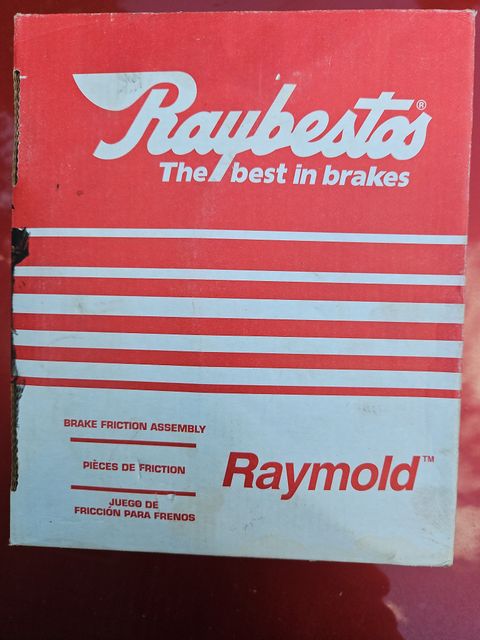 Raybestos®
The best in brakes
BRAKE FRICTION ASSEMBLY
PIÈCES DE FRICTION
JUEGO DE
FRICCIÓN PARA FRENOS
Raymold™